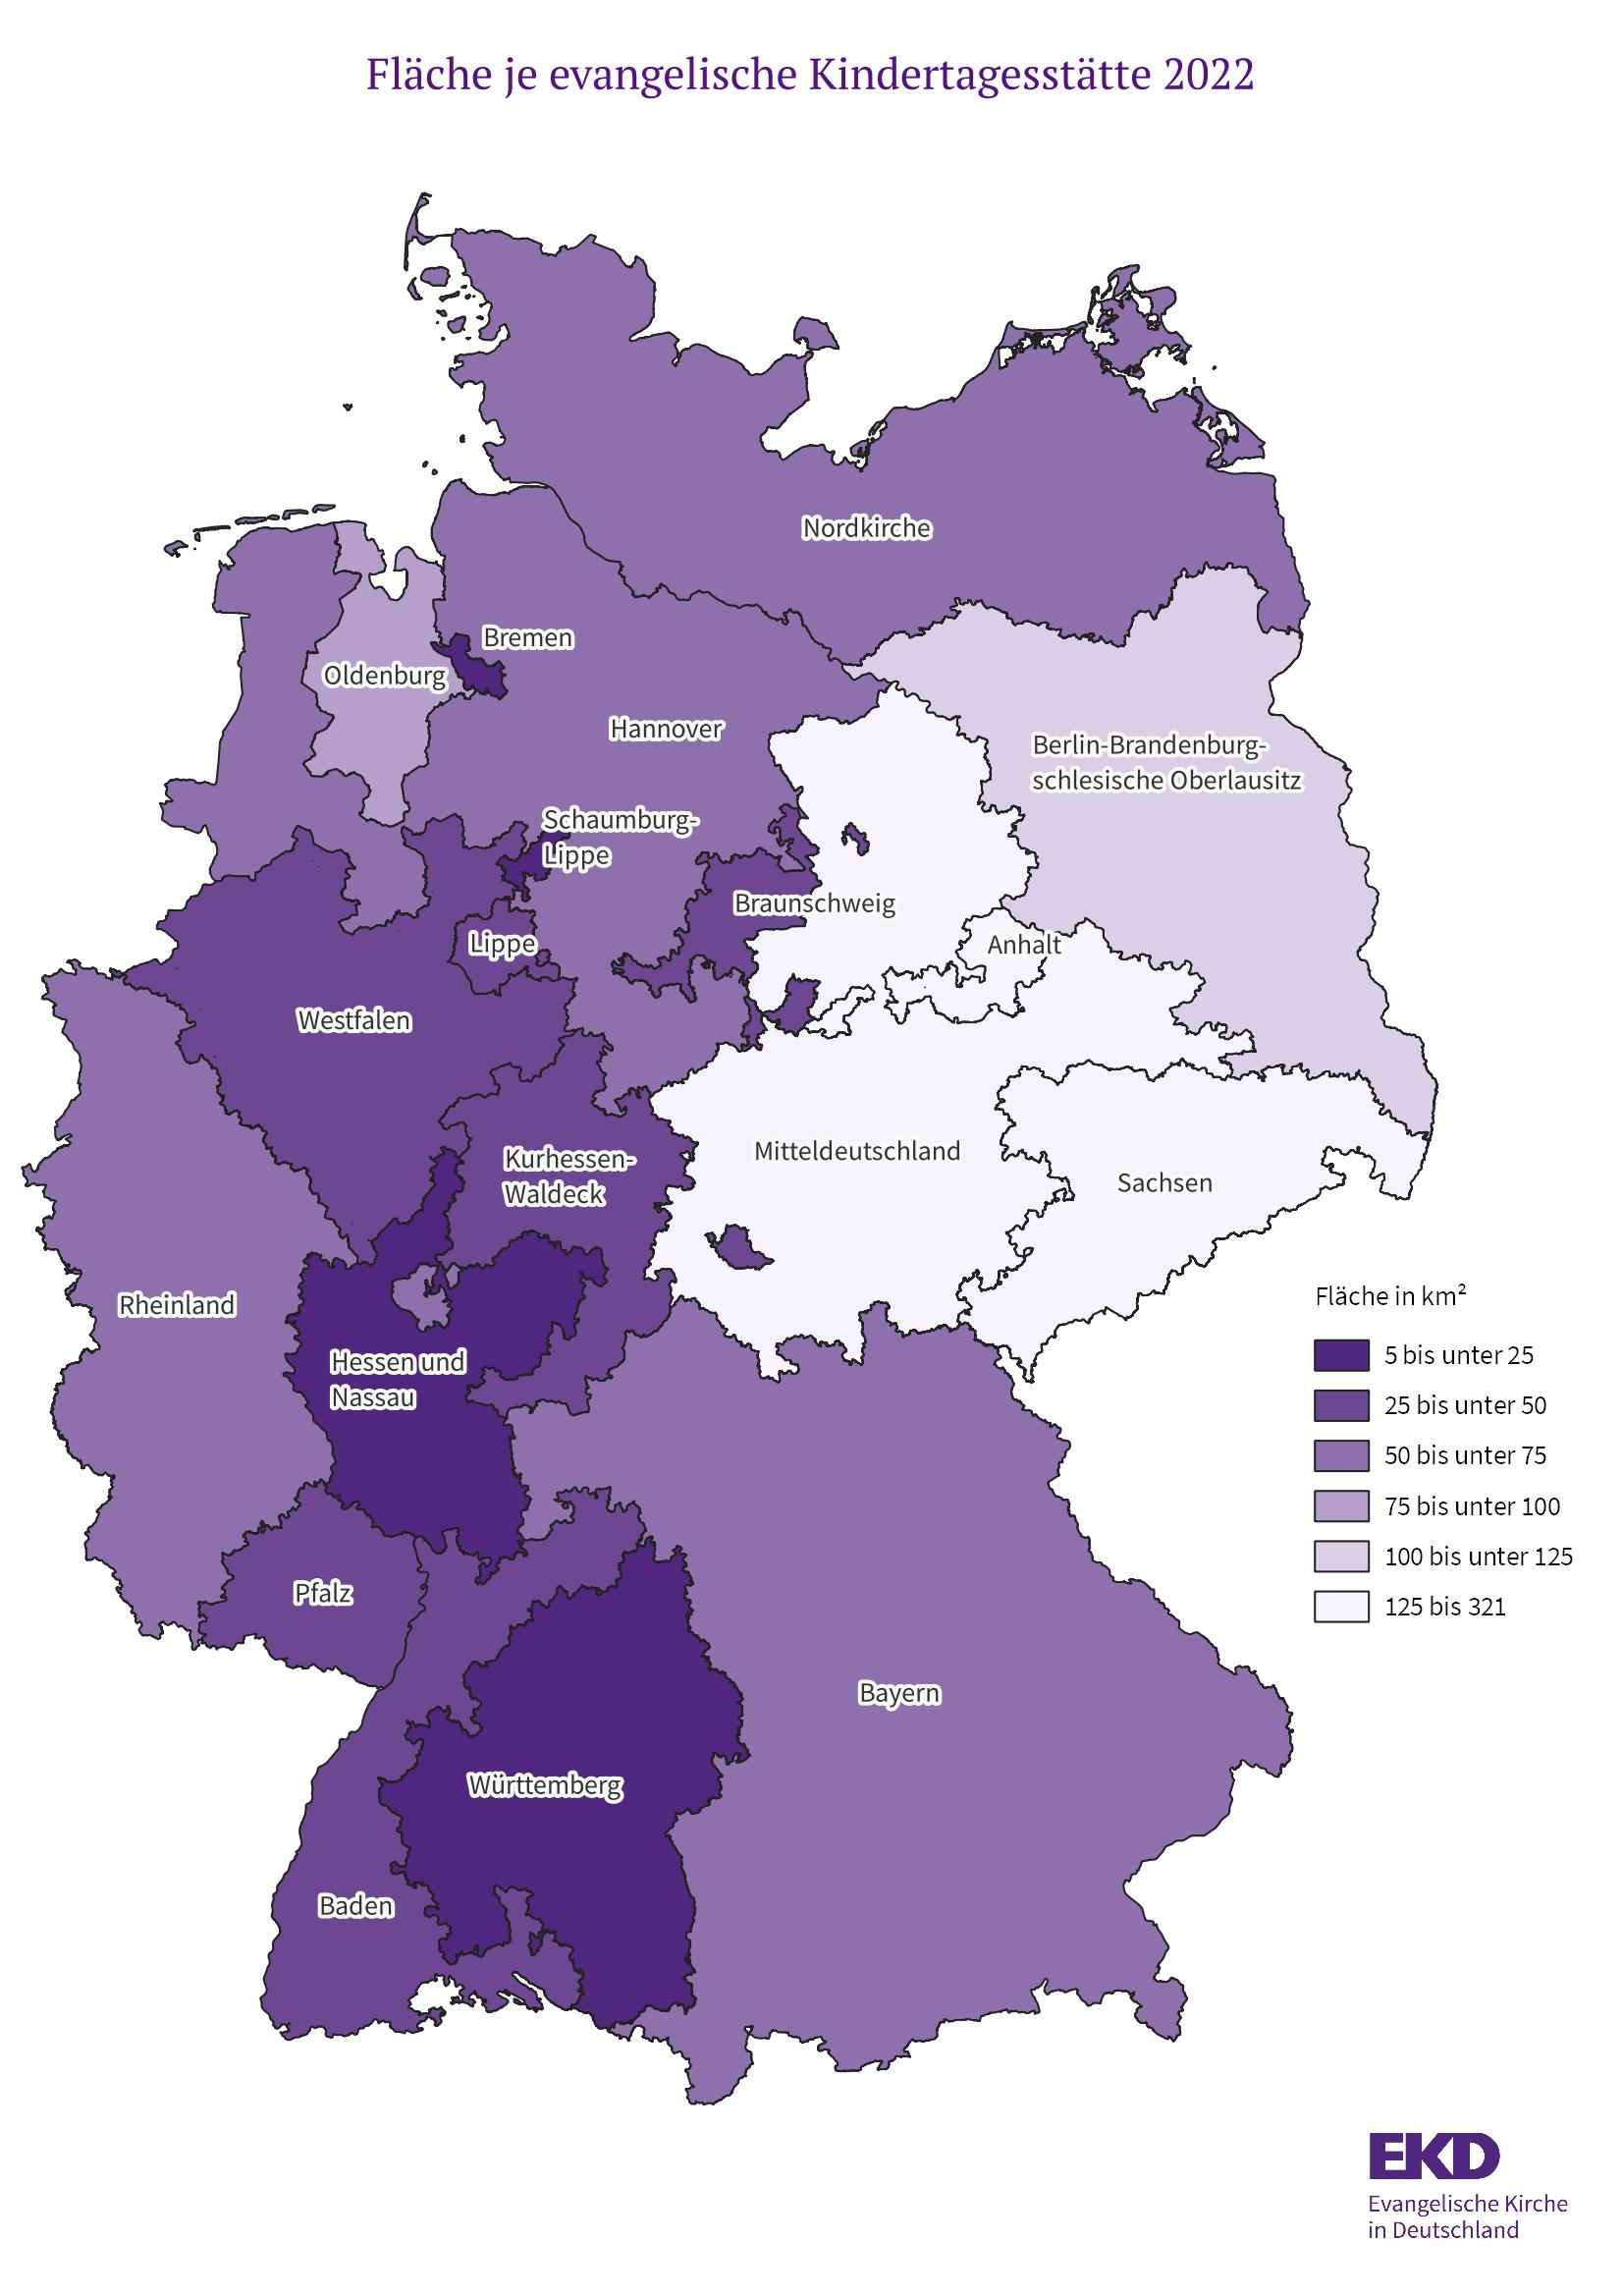 Fläche je evangelische Kindertagesstätte 2022
Nordkirche
Bremen
Oldenburg
Hannover
Berlin-Brandenburg-
schlesische Oberlausitz
Schaumburg-
Lippe
Braunschweig
Lippe
Anhalt
Westfalen
Mitteldeutschland
Kurhessen-
Waldeck
Sachsen
Rheinland
Hessen und
Nassau
Pfalz
Bayern
Württemberg
Baden
Fläche in km²
5 bis unter 25
25 bis unter 50
50 bis unter 75
75 bis unter 100
100 bis unter 125
125 bis 321
EKD
Evangelische Kirche
in Deutschland